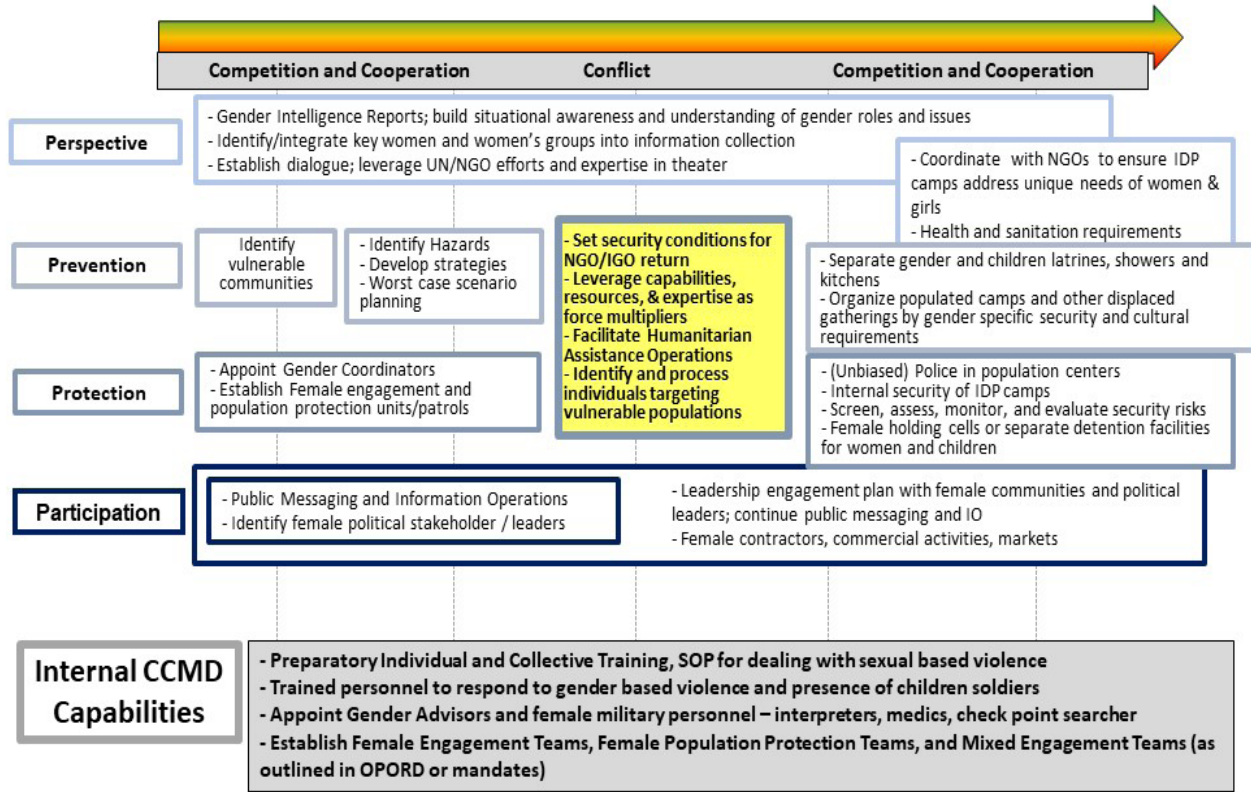 Competition and Cooperation
Conflict
Competition and Cooperation
Perspective
- Gender Intelligence Reports; build situational awareness and understanding of gender roles and issues
- Identify/integrate key women and women's groups into information collection
- Establish dialogue; leverage UN/NGO efforts and expertise in theater
- Coordinate with NGOs to ensure IDP
camps address unique needs of women &
girls
- Health and sanitation requirements
Prevention
Identify
vulnerable
communities
- Identify Hazards
- Develop strategies
- Worst case scenario
planning
- Set security conditions for
NGO/IGO return
- Leverage capabilities,
resources, & expertise as
force multipliers
- Facilitate Humanitarian
Assistance Operations
- Identify and process
individuals targeting
vulnerable populations
- Separate gender and children latrines, showers and
kitchens
- Organize populated camps and other displaced
gatherings by gender specific security and cultural
requirements
Protection
- Appoint Gender Coordinators
- Establish Female engagement and
population protection units/patrols
- (Unbiased) Police in population centers
- Internal security of IDP camps
- Screen, assess, monitor, and evaluate security risks
- Female holding cells or separate detention facilities
for women and children
Participation
- Public Messaging and Information Operations
- Identify female political stakeholder / leaders
- Leadership engagement plan with female communities and political
leaders; continue public messaging and IO
- Female contractors, commercial activities, markets
Internal CCMD
Capabilities
- Preparatory Individual and Collective Training, SOP for dealing with sexual based violence
- Trained personnel to respond to gender based violence and presence of children soldiers
- Appoint Gender Advisors and female military personnel – interpreters, medics, check point searcher
- Establish Female Engagement Teams, Female Population Protection Teams, and Mixed Engagement Teams (as
outlined in OPORD or mandates)